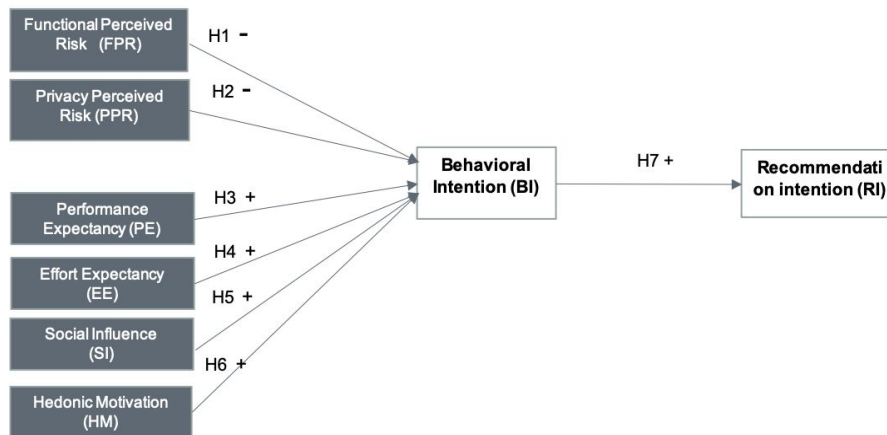 Functional Perceived
Risk (FPR)
H1 -
Privacy Perceived
Risk (PPR)
H2 -
Performance
Expectancy (PE)
H3 +
Effort Expectancy
(EE)
H4 +
Social Influence
(SI)
H5 +
Hedonic Motivation
(HM)
H6 +
Behavioral
Intention (BI)
H7 +
Recommendati
on intention (RI)